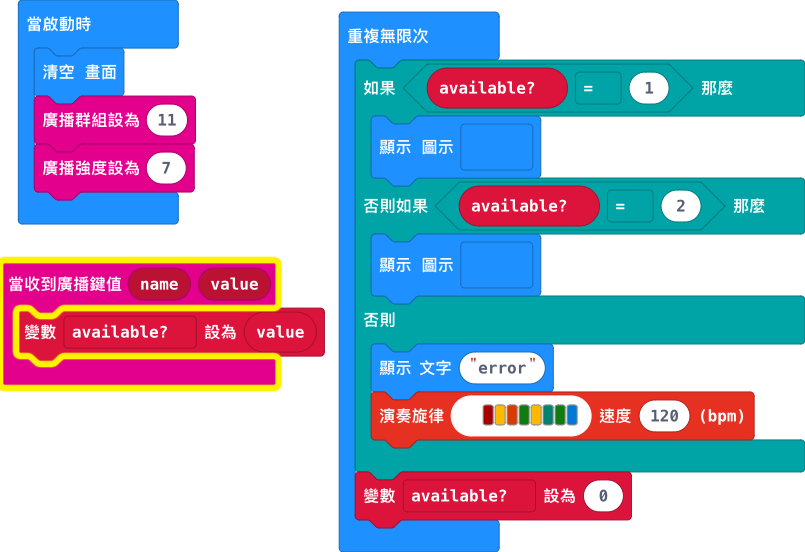 當啟動時
清空 畫面
廣播群組設為 11
廣播強度設為 7
當收到廣播鍵值 name value
變數 available? 設為 value
重複無限次
如果 available? = 1 那麼
顯示 圖示
否則如果 available? = 2 那麼
顯示 圖示
否則
顯示 文字 "error"
演奏旋律 速度 120 (bpm)
變數 available? 設為 0